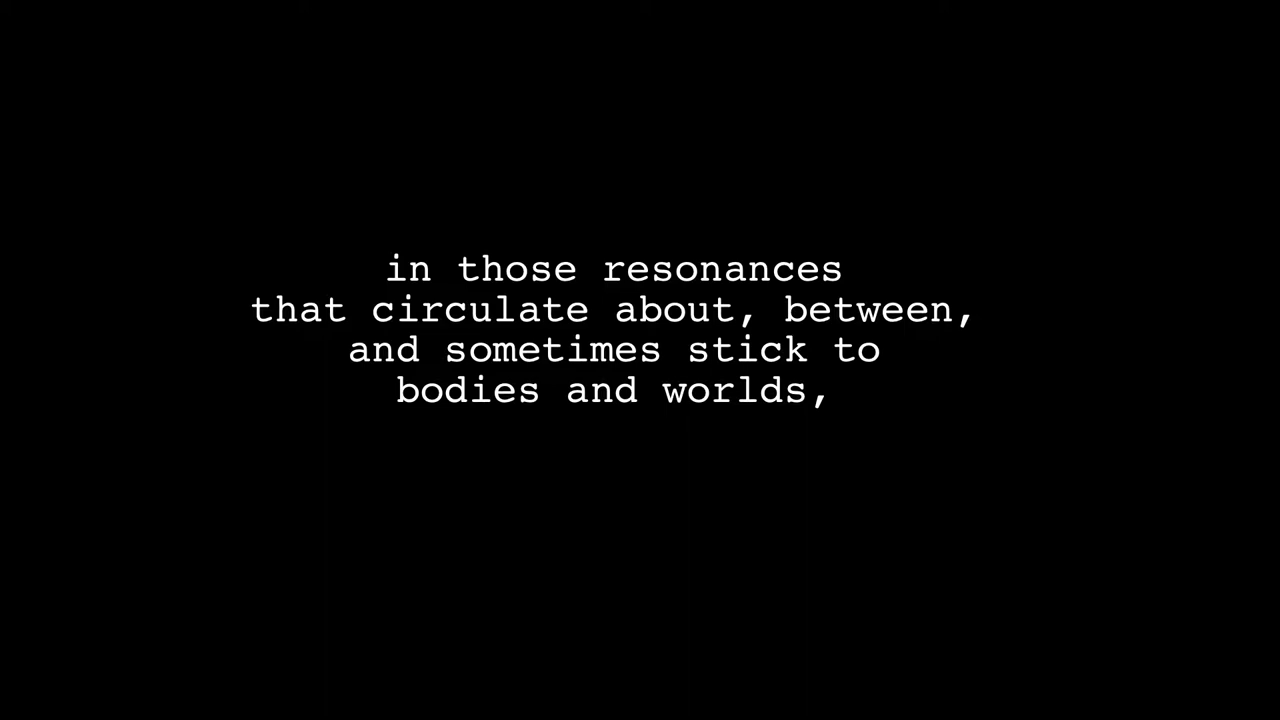 in those resonances
that circulate about, between,
and sometimes stick to
bodies and worlds,